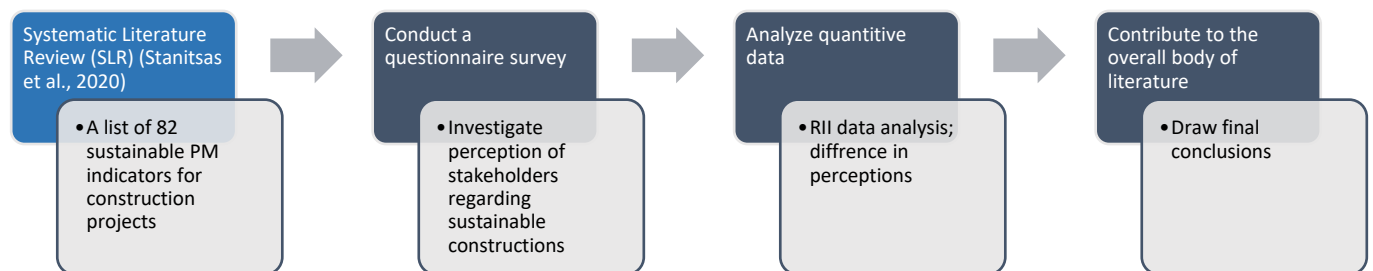 Systematic Literature
Review (SLR) (Stanitsas
et al., 2020)
•A list of 82
sustainable PM
indicators for
construction
projects
Conduct a
questionnaire survey
•Investigate
perception of
stakeholders
regarding
sustainable
constructions
Analyze quantitive
data
•RII data analysis;
diffrence in
perceptions
Contribute to the
overall body of
literature
•Draw final
conclusions